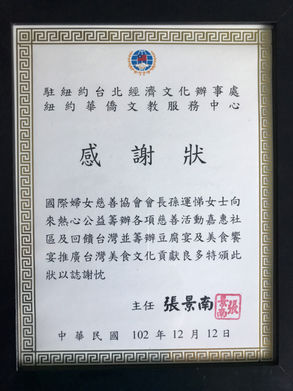 駐紐約台北經濟文化辦事處
紐約華僑文教服務中心
感謝狀
國際婦女慈善協會會長孫運悌女士向
來熱心公益籌辦各項慈善活動嘉惠社
區及回饋台灣並籌辦豆腐宴及美食饗
宴推廣台灣美食文化貢獻良多特頒此
狀以誌謝忱
主任 張景南
中華民國 102 年 12 月 12 日